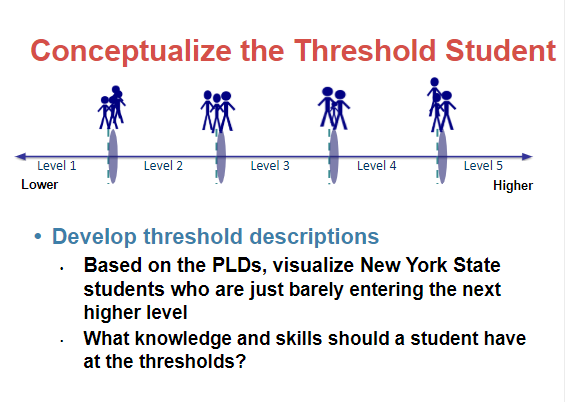 Conceptualize the Threshold Student
Level 1 Level 2 Level 3 Level 4 Level 5
Lower Higher
• Develop threshold descriptions
• Based on the PLDs, visualize New York State
students who are just barely entering the next
higher level
• What knowledge and skills should a student have
at the thresholds?